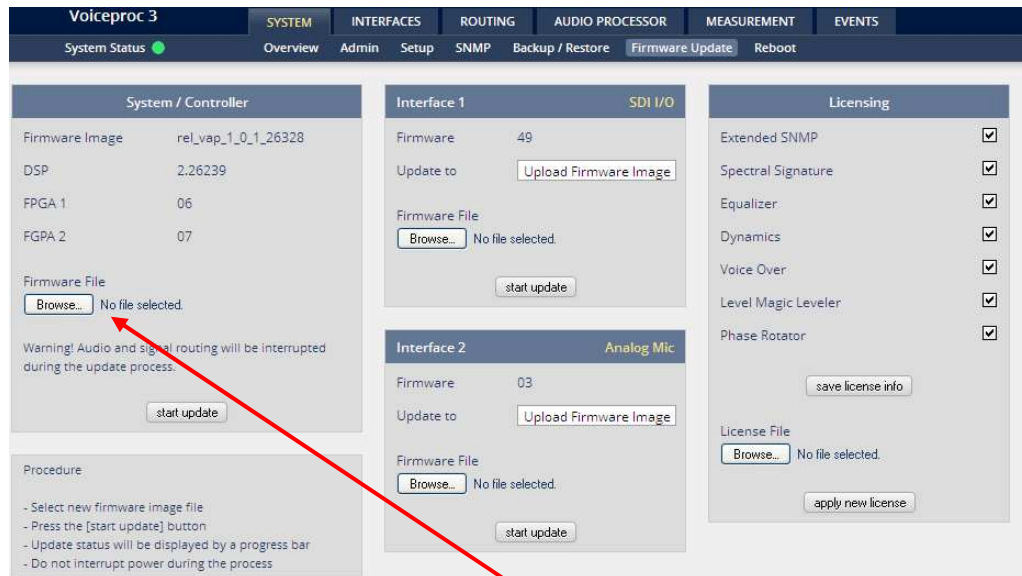 Voiceproc 3
SYSTEM INTERFACES ROUTING AUDIO PROCESSOR MEASUREMENT EVENTS
System Status Overview Admin Setup SNMP Backup / Restore Firmware Update Reboot
System / Controller
Firmware Image rel_vap_1_0_1_26328
DSP 2.26239
FPGA 1 06
FGPA 2 07
Firmware File
Browse... No file selected.
Warning! Audio and signal routing will be interrupted
during the update process.
start update
Procedure
- Select new firmware image file
- Press the [start update] button
- Update status will be displayed by a progress bar
- Do not interrupt power during the process
Interface 1 SDI I/O
Firmware 49
Update to Upload Firmware Image
Firmware File
Browse... No file selected.
start update
Interface 2 Analog Mic
Firmware 03
Update to Upload Firmware Image
Firmware File
Browse... No file selected.
start update
Licensing
Extended SNMP
Spectral Signature
Equalizer
Dynamics
Voice Over
Level Magic Leveler
Phase Rotator
save license info
License File
Browse... No file selected.
apply new license